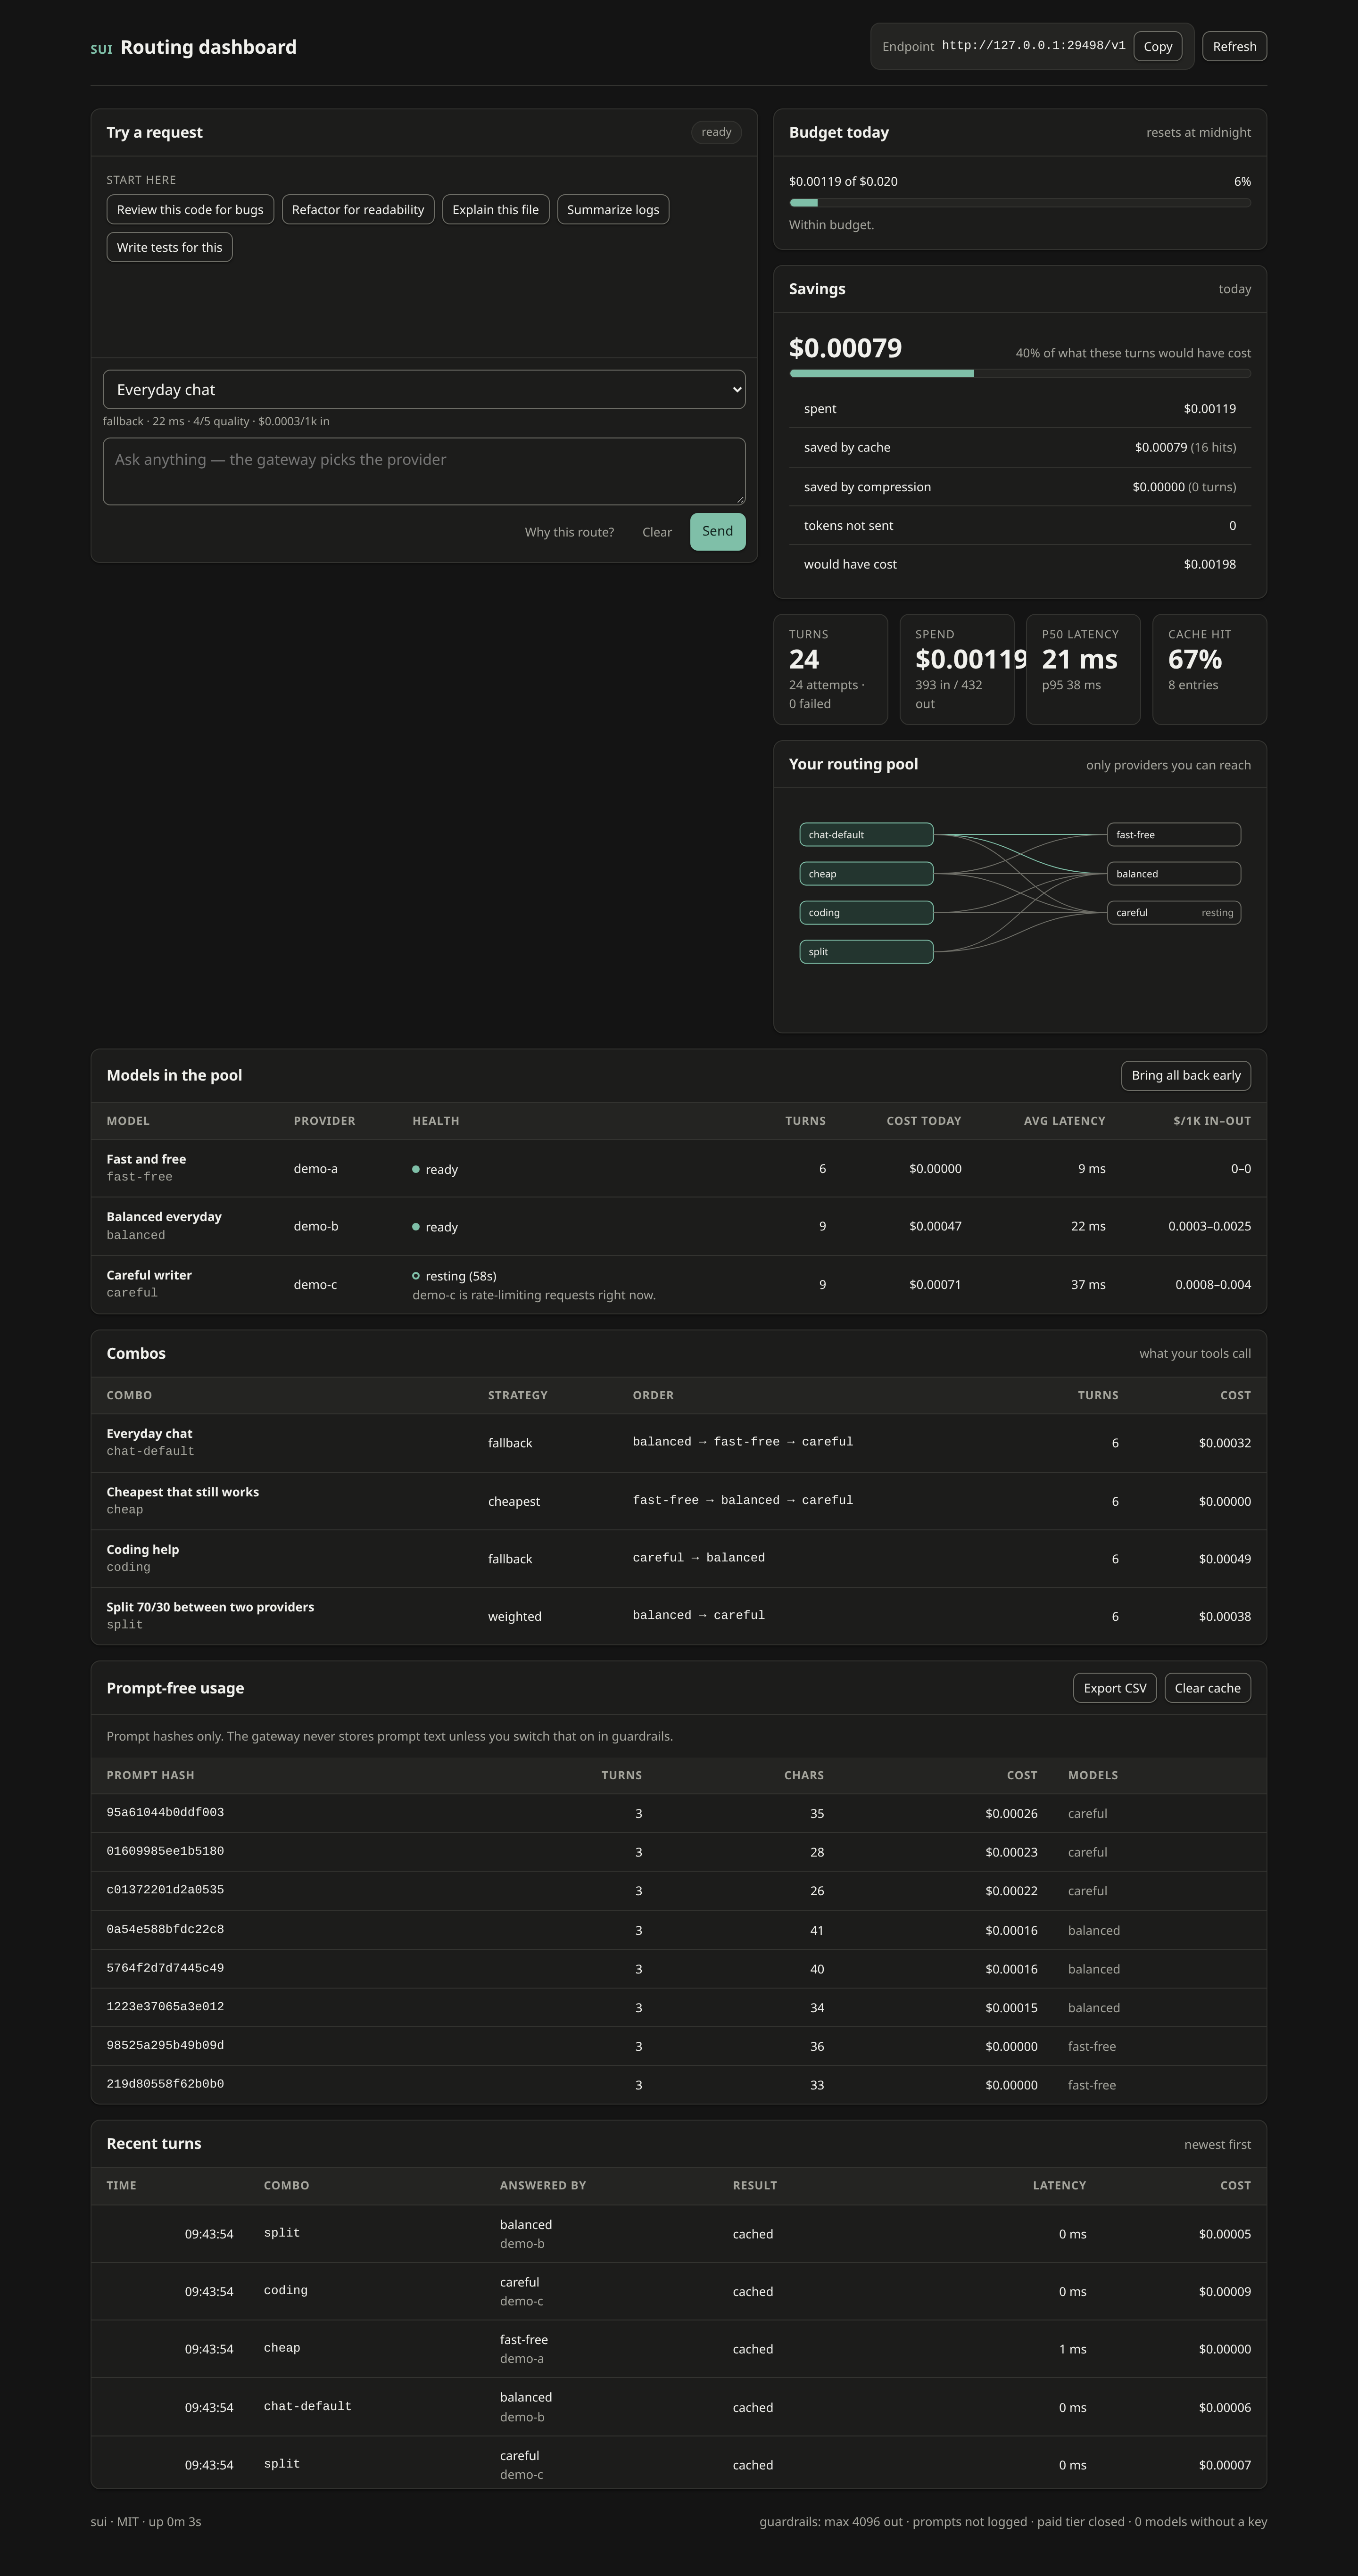 SUI Routing dashboard
Endpoint http://127.0.0.1:29498/v1 Copy Refresh
Try a request ready
START HERE
Review this code for bugs Refactor for readability Explain this file Summarize logs
Write tests for this
Everyday chat
fallback · 22 ms · 4/5 quality · $0.0003/1k in
Ask anything — the gateway picks the provider
Why this route? Clear Send
Budget today resets at midnight
$0.00119 of $0.020 6%
Within budget.
Savings today
$0.00079 40% of what these turns would have cost
spent $0.00119
saved by cache $0.00079 (16 hits)
saved by compression $0.00000 (0 turns)
tokens not sent 0
would have cost $0.00198
TURNS
24
24 attempts ·
0 failed
SPEND
$0.00119
393 in / 432
out
P50 LATENCY
21 ms
p95 38 ms
CACHE HIT
67%
8 entries
Your routing pool only providers you can reach
chat-default fast-free
cheap balanced
coding careful resting
split
Models in the pool Bring all back early
MODEL PROVIDER HEALTH TURNS COST TODAY AVG LATENCY $/1K IN–OUT
Fast and free
fast-free
demo-a ready 6 $0.00000 9 ms 0–0
Balanced everyday
balanced
demo-b ready 9 $0.00047 22 ms 0.0003–0.0025
Careful writer
careful
demo-c resting (58s)
demo-c is rate-limiting requests right now.
9 $0.00071 37 ms 0.0008–0.004
Combos what your tools call
COMBO STRATEGY ORDER TURNS COST
Everyday chat
chat-default
fallback balanced → fast-free → careful 6 $0.00032
Cheapest that still works
cheap
cheapest fast-free → balanced → careful 6 $0.00000
Coding help
coding
fallback careful → balanced 6 $0.00049
Split 70/30 between two providers
split
weighted balanced → careful 6 $0.00038
Prompt-free usage Export CSV Clear cache
Prompt hashes only. The gateway never stores prompt text unless you switch that on in guardrails.
PROMPT HASH TURNS CHARS COST MODELS
95a61044b0ddf003 3 35 $0.00026 careful
01609985ee1b5180 3 28 $0.00023 careful
c01372201d2a0535 3 26 $0.00022 careful
0a54e588bfdc22c8 3 41 $0.00016 balanced
5764f2d7d7445c49 3 40 $0.00016 balanced
1223e37065a3e012 3 34 $0.00015 balanced
98525a295b49b09d 3 36 $0.00000 fast-free
219d80558f62b0b0 3 33 $0.00000 fast-free
Recent turns newest first
TIME COMBO ANSWERED BY RESULT LATENCY COST
09:43:54 split balanced
demo-b
cached 0 ms $0.00005
09:43:54 coding careful
demo-c
cached 0 ms $0.00009
09:43:54 cheap fast-free
demo-a
cached 1 ms $0.00000
09:43:54 chat-default balanced
demo-b
cached 0 ms $0.00006
09:43:54 split careful
demo-c
cached 0 ms $0.00007
sui · MIT · up 0m 3s
guardrails: max 4096 out · prompts not logged · paid tier closed · 0 models without a key